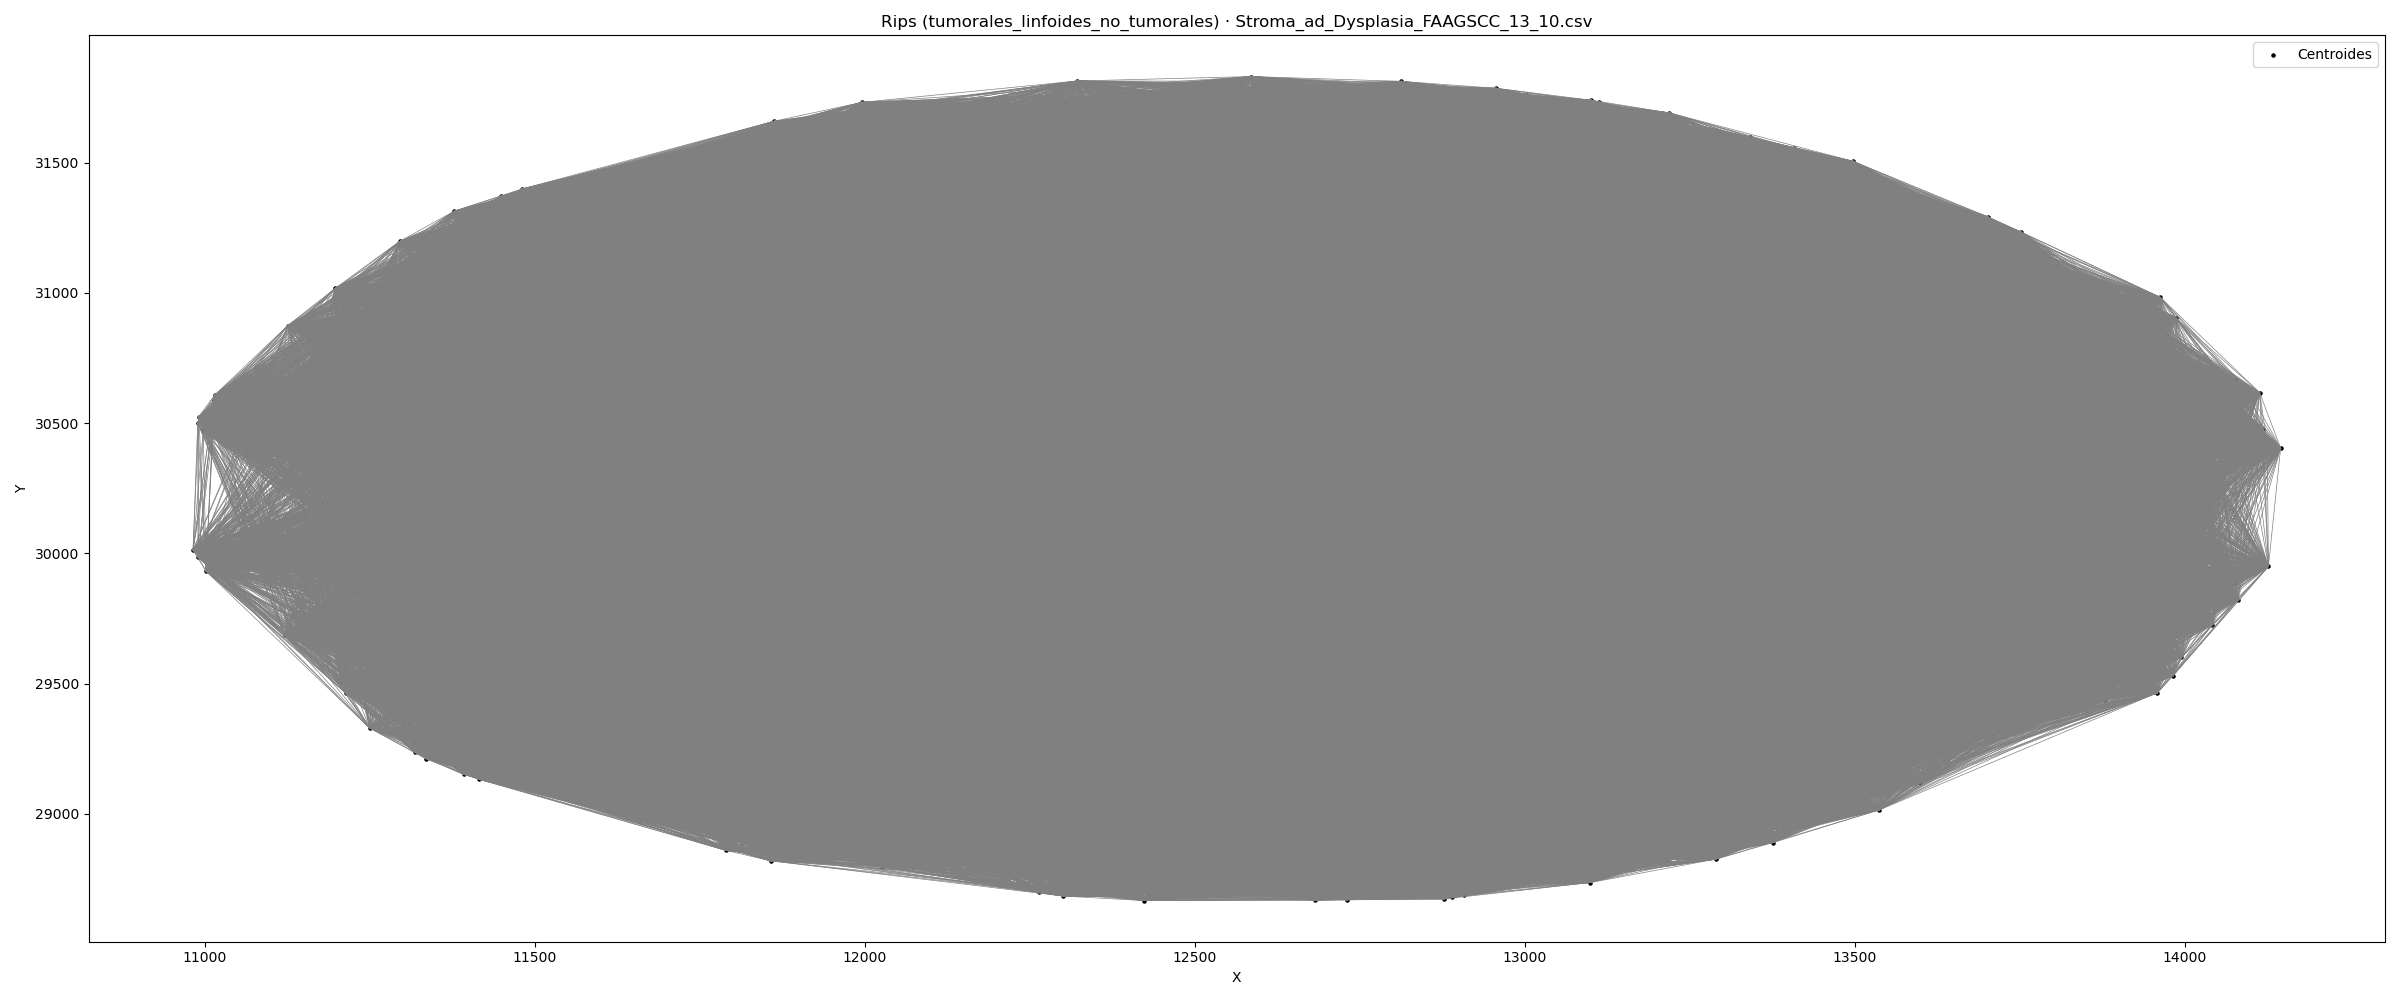 Rips (tumorales_linfoides_no_tumorales) · Stroma_ad_Dysplasia_FAAGSCC_13_10.csv
Centroides
31500
31000
30500
30000
29500
29000
Y
11000 11500 12000 12500 13000 13500 14000
X